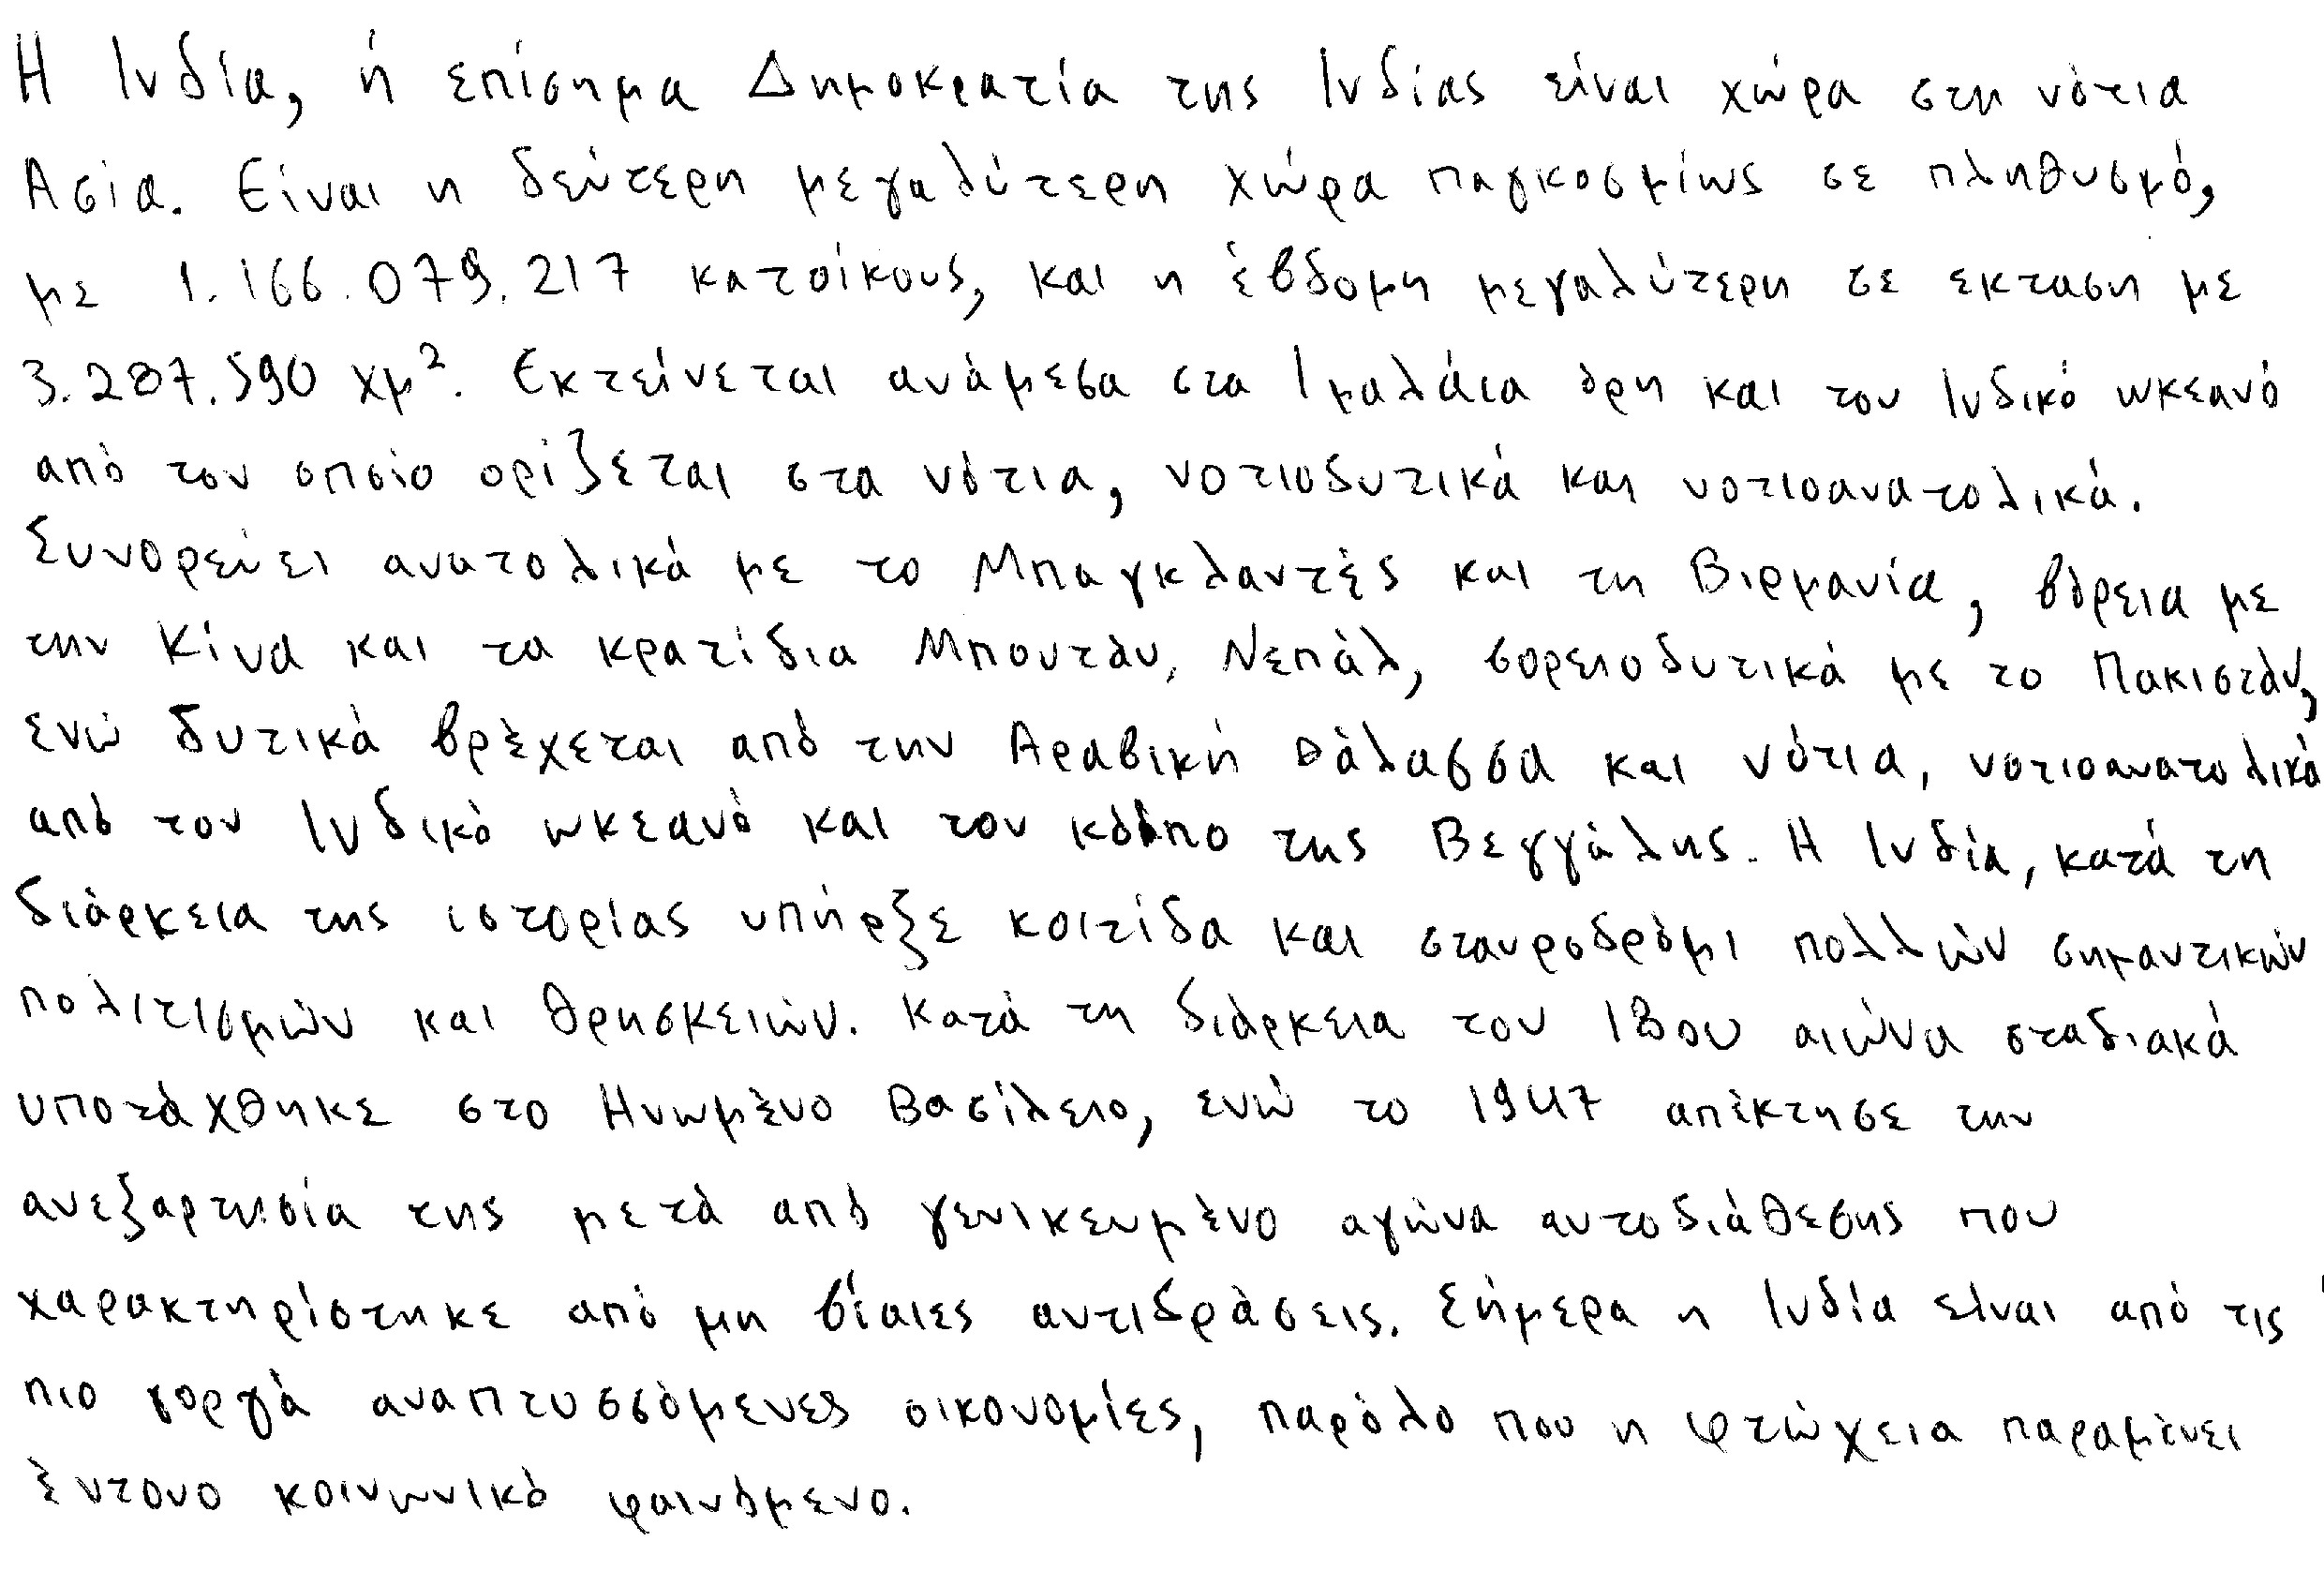 Η Ινδία, ή επίσημα Δημοκρατία της Ινδίας είναι χώρα στη νότια
Ασία. Είναι η δεύτερη μεγαλύτερη χώρα παγκοσμίως σε πληθυσμό,
με 1.166.079.217 κατοίκους, και η έβδομη μεγαλύτερη σε εκταση με
3.287.590 χμ². Εκτείνεται ανάμεσα στα Ιμαλάια όρη και τον Ινδικό ωκεανό
από τον οποίο ορίζεται στα νότια, νοτιοδυτικά και νοτιοανατολικά.
Συνορεύει ανατολικά με το Μπαγκλαντές και τη Βιρμανία, βόρεια με
την Κίνα και τα κρατίδια Μπουτάν, Νεπάλ, βορειοδυτικά με το Πακιστάν,
ενώ δυτικά βρέχεται από την Αραβική θάλασσα και νότια, νοτιοανατολικά
από τον Ινδικό ωκεανό και τον κόλπο της Βεγγάλης. Η Ινδία, κατά τη
διάρκεια της ιστορίας υπήρξε κοιτίδα και σταυροδρόμι πολλών σημαντικών
πολιτισμών και θρησκειών. Κατά τη διάρκεια του 18ου αιώνα σταδιακά
υποτάχθηκε στο Ηνωμένο Βασίλειο, ενώ το 1947 απέκτησε την
ανεξαρτησία της μετά από γενικευμένο αγώνα αυτοδιάθεσης που
χαρακτηρίστηκε από μη βίαιες αντιδράσεις. Σήμερα η Ινδία είναι από τις
πιο γοργά αναπτυσσόμενες οικονομίες, παρόλο που η φτώχεια παραμένει
έντονο κοινωνικό φαινόμενο.